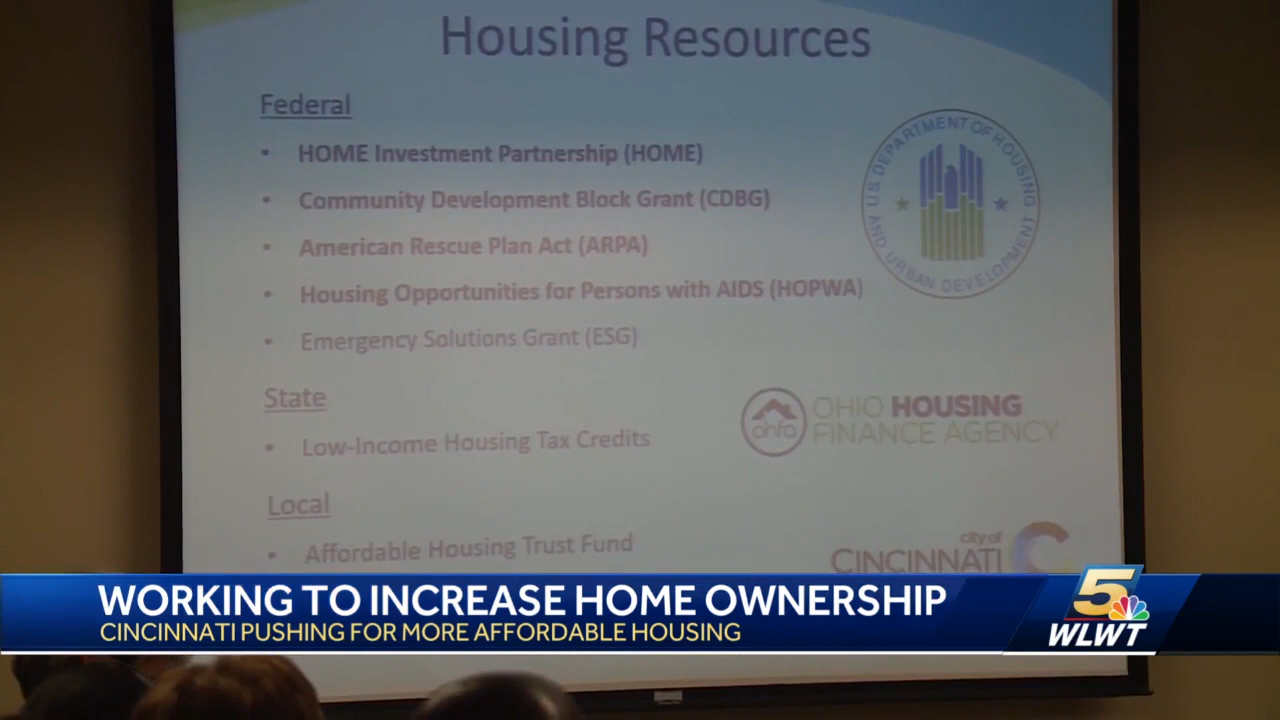 Housing Resources
Federal
• HOME Investment Partnership (HOME)
• Community Development Block Grant (CDBG)
• American Rescue Plan Act (ARPA)
• Housing Opportunities for Persons with AIDS (HOPWA)
• Emergency Solutions Grant (ESG)
US DEPARTMENT OF HOUSING AND URBAN DEVELOPMENT
State
• Low-Income Housing Tax Credits
ohfa
OHIO HOUSING
FINANCE AGENCY
Local
• Affordable Housing Trust Fund
city of
CINCINNATI
WORKING TO INCREASE HOME OWNERSHIP
CINCINNATI PUSHING FOR MORE AFFORDABLE HOUSING
5
WLWT